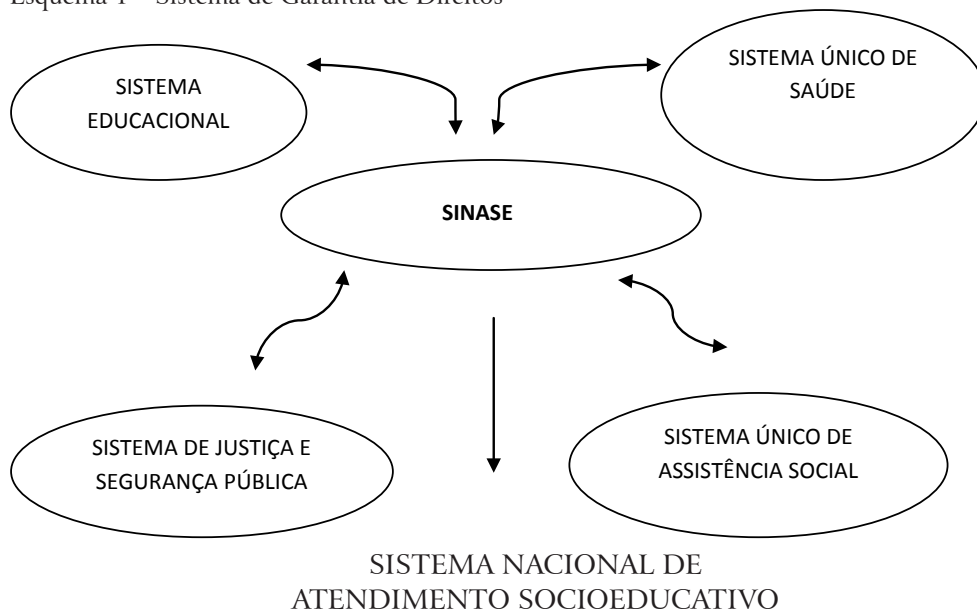 Esquema 1 – Sistema de Garantia de Direitos
SISTEMA
EDUCACIONAL
SISTEMA ÚNICO DE
SAÚDE
SINASE
SISTEMA DE JUSTIÇA E
SEGURANÇA PÚBLICA
SISTEMA ÚNICO DE
ASSISTÊNCIA SOCIAL
SISTEMA NACIONAL DE
ATENDIMENTO SOCIOEDUCATIVO